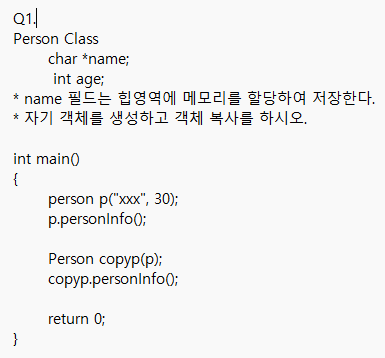 Q1.
Person Class
char *name;
int age;
* name 필드는 힙영역에 메모리를 할당하여 저장한다.
* 자기 객체를 생성하고 객체 복사를 하시오.
int main()
{
person p("xxx", 30);
p.personInfo();
Person copyp(p);
copyp.personInfo();
return 0;
}